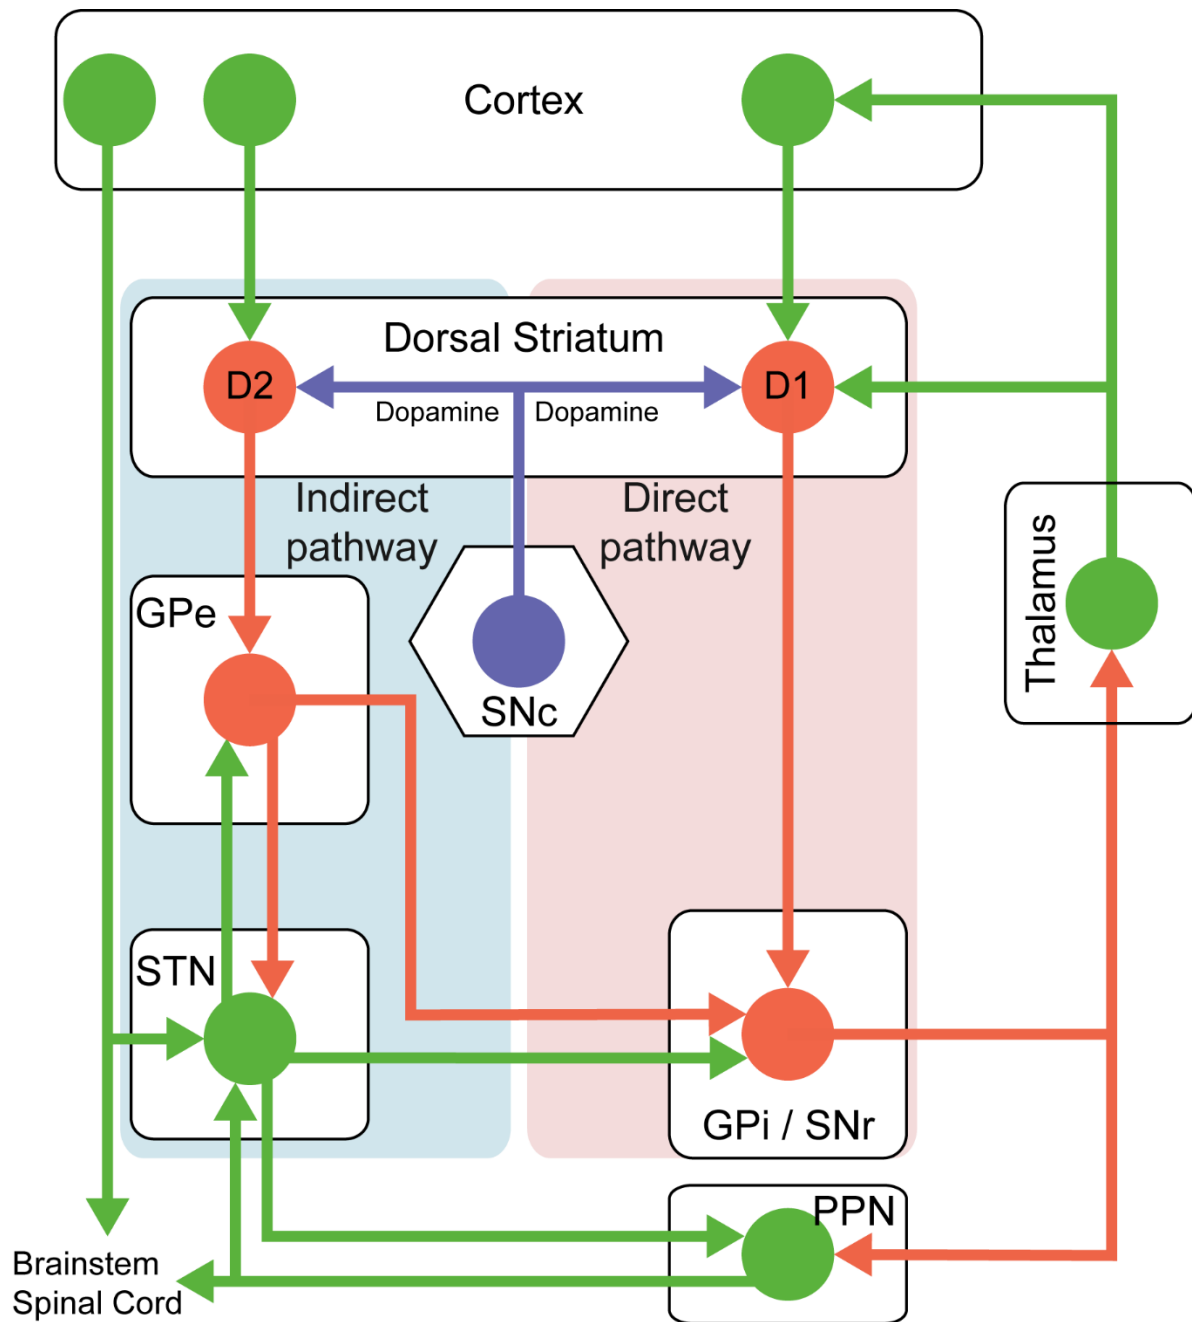 Cortex
Dorsal Striatum
D2
D1
Dopamine
Dopamine
Indirect
pathway
Direct
pathway
GPe
SNc
Thalamus
STN
GPi / SNr
PPN
Brainstem
Spinal Cord